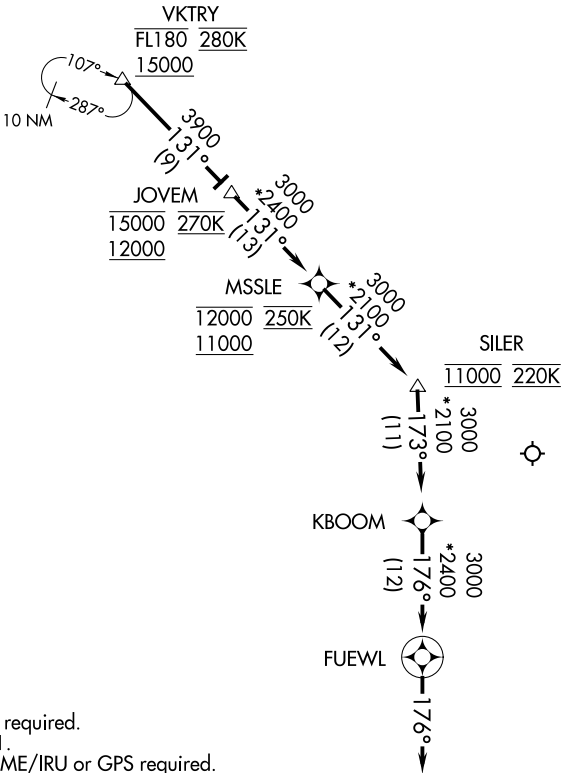 VKTRY
FL180 280K
15000
107°
287°
10 NM
3900
131°
(9)
JOVEM
15000 270K
12000
3000
*2400
131°
(13)
MSSLE
12000 250K
11000
3000
*2100
131°
(12)
SILER
11000 220K
3000
*2100
173°
(11)
KBOOM
3000
*2400
176°
(12)
FUEWL
176°
required.
ME/IRU or GPS required.